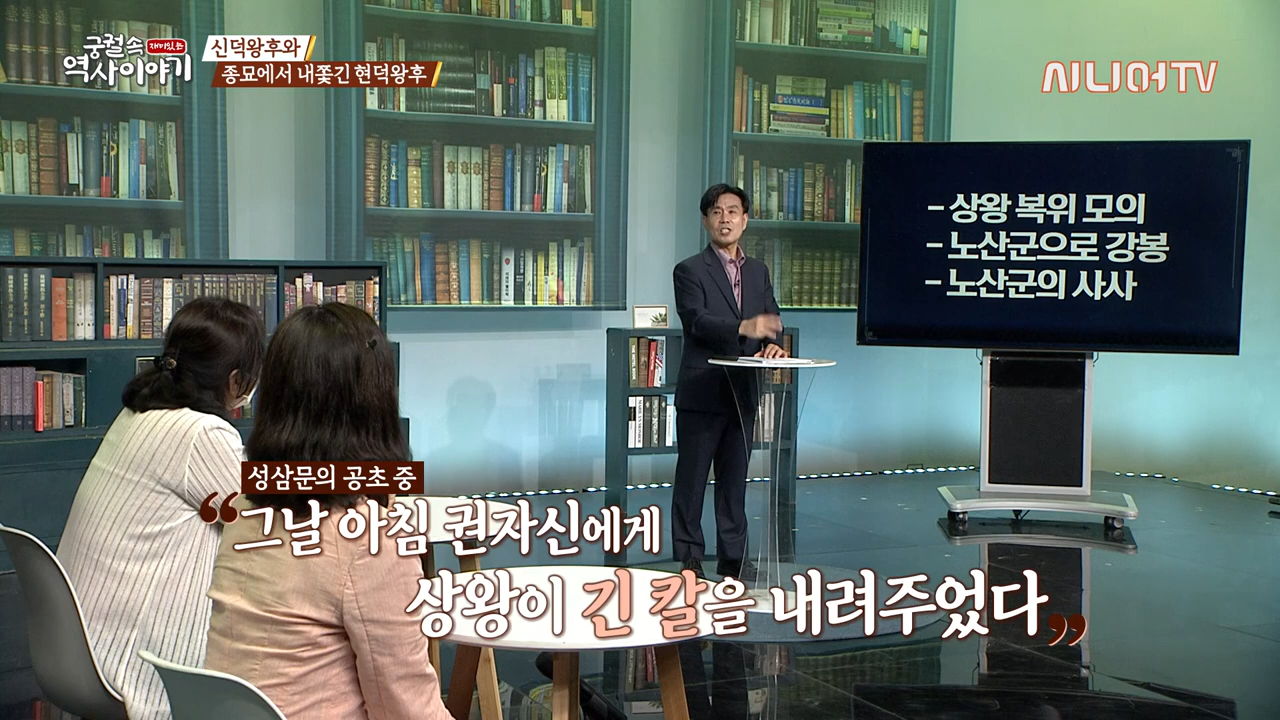 궁궐 속 재미있는
역사이야기
신덕왕후와
종묘에서 내쫓긴 현덕왕후
시니어TV
- 상왕 복위 모의
- 노산군으로 강봉
- 노산군의 사사
성삼문의 공초 중
“그날 아침 권자신에게
상왕이 긴 칼을 내려주었다”